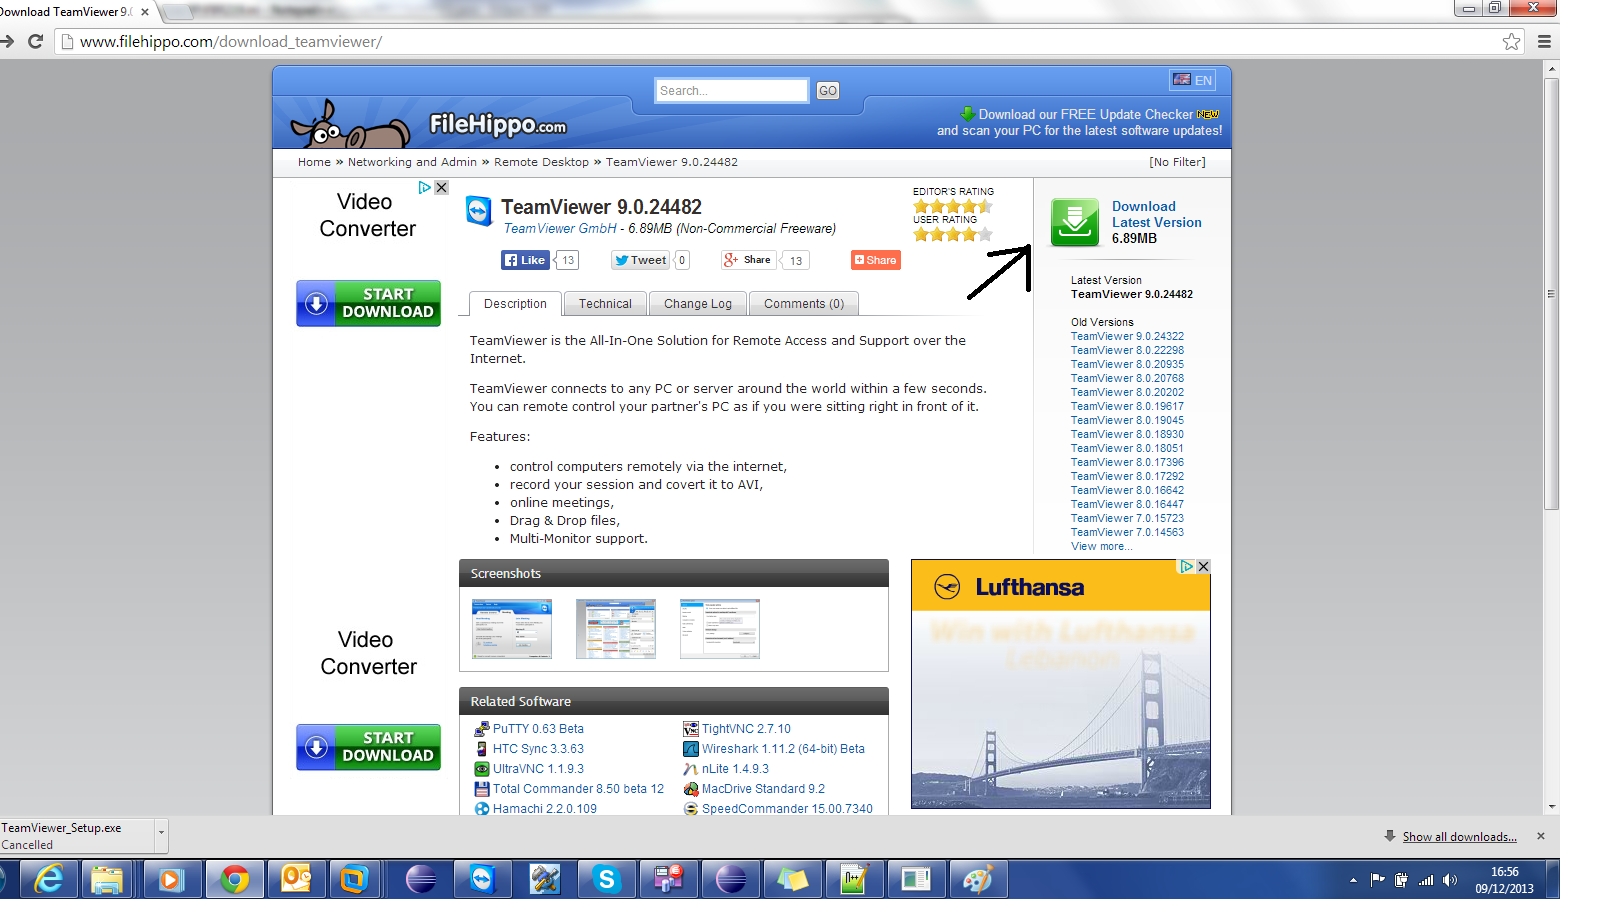 Download TeamViewer 9.0
www.filehippo.com/download_teamviewer/
Search...
GO
EN
FileHippo.com
Download our FREE Update Checker NEW
and scan your PC for the latest software updates!
Home » Networking and Admin » Remote Desktop » TeamViewer 9.0.24482
[No Filter]
Video
Converter
START
DOWNLOAD
TeamViewer 9.0.24482
TeamViewer GmbH - 6.89MB (Non-Commercial Freeware)
EDITOR'S RATING
USER RATING
Like 13
Tweet 0
Share 13
Share
Download
Latest Version
6.89MB
Description
Technical
Change Log
Comments (0)
TeamViewer is the All-In-One Solution for Remote Access and Support over the
Internet.
TeamViewer connects to any PC or server around the world within a few seconds.
You can remote control your partner's PC as if you were sitting right in front of it.
Features:
• control computers remotely via the internet,
• record your session and covert it to AVI,
• online meetings,
• Drag & Drop files,
• Multi-Monitor support.
Latest Version
TeamViewer 9.0.24482
Old Versions
TeamViewer 9.0.24322
TeamViewer 8.0.22298
TeamViewer 8.0.20935
TeamViewer 8.0.20768
TeamViewer 8.0.20202
TeamViewer 8.0.19617
TeamViewer 8.0.19045
TeamViewer 8.0.18930
TeamViewer 8.0.18051
TeamViewer 8.0.17396
TeamViewer 8.0.17292
TeamViewer 8.0.16642
TeamViewer 8.0.16447
TeamViewer 7.0.15723
TeamViewer 7.0.14563
View more...
Screenshots
Video
Converter
START
DOWNLOAD
Lufthansa
Win with Lufthansa
Lebanon
Related Software
PuTTY 0.63 Beta
TightVNC 2.7.10
HTC Sync 3.3.63
Wireshark 1.11.2 (64-bit) Beta
UltraVNC 1.1.9.3
nLite 1.4.9.3
Total Commander 8.50 beta 12
MacDrive Standard 9.2
Hamachi 2.2.0.109
SpeedCommander 15.00.7340
TeamViewer_Setup.exe
Cancelled
Show all downloads...
16:56
09/12/2013